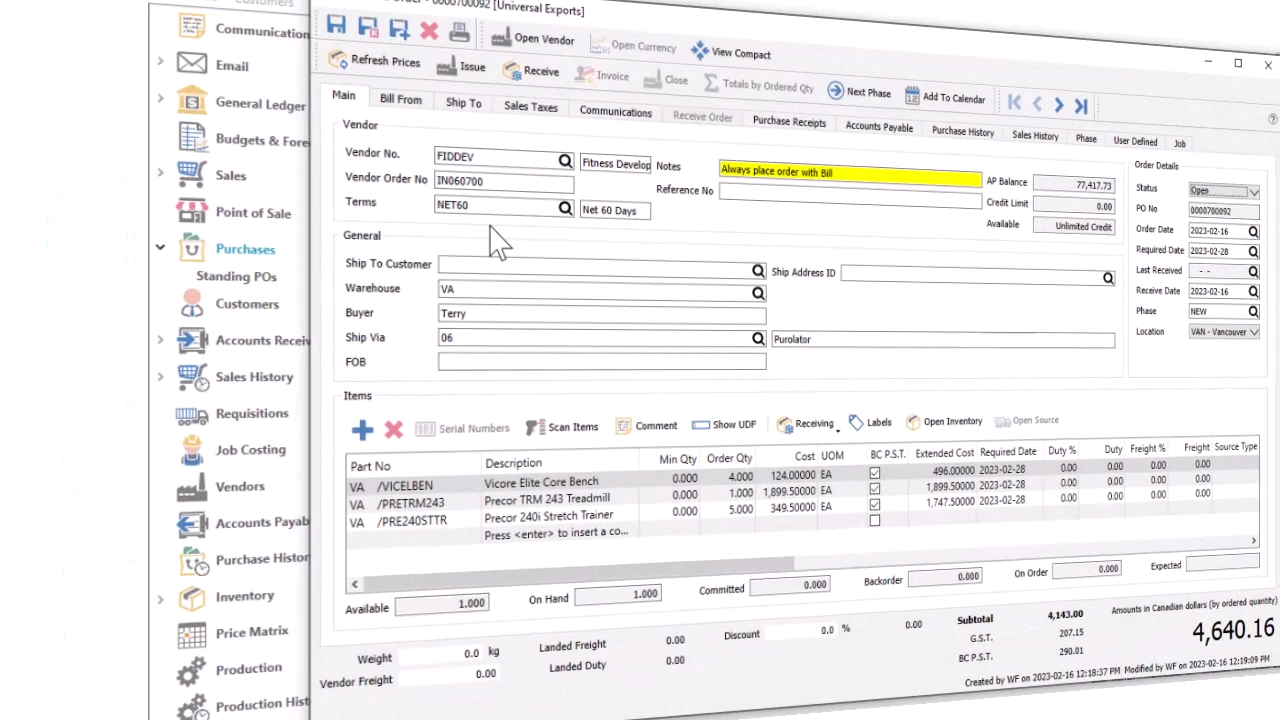 0000700092 [Universal Exports]
Communication
Email
General Ledger
Budgets & Fore
Sales
Point of Sale
Purchases
Standing POs
Customers
Accounts Receiv
Sales History
Requisitions
Job Costing
Vendors
Accounts Payab
Purchase Histor
Inventory
Price Matrix
Production
Production Hist
Open Vendor Open Currency View Compact
Refresh Prices Issue Receive Invoice Close Totals by Ordered Qty Next Phase Add To Calendar
Main Bill From Ship To Sales Taxes Communications Receive Order Purchase Receipts Accounts Payable Purchase History Sales History Phase User Defined Job
Vendor
Vendor No. FIDDEV Fitness Develop Notes Always place order with Bill
Vendor Order No IN060700 Reference No
Terms NET60 Net 60 Days
AP Balance 77,417.73
Credit Limit 0.00
Available Unlimited Credit
Order Details
Status Open
PO No 0000700092
Order Date 2023-02-16
Required Date 2023-02-28
Last Received - -
Receive Date 2023-02-16
Phase NEW
Location VAN - Vancouver
General
Ship To Customer Ship Address ID
Warehouse VA
Buyer Terry
Ship Via 06 Purolator
FOB
Items
Serial Numbers Scan Items Comment Show UDF Receiving Labels Open Inventory Open Source
Part No Description Min Qty Order Qty Cost UOM BC P.S.T. Extended Cost Required Date Duty % Duty Freight % Freight Source Type
VA /VICELBEN Vicore Elite Core Bench 0.000 4.000 124.00000 EA 496.00000 2023-02-28 0.00 0.00 0.00 0.00
VA /PRETRM243 Precor TRM 243 Treadmill 0.000 1.000 1,899.50000 EA 1,899.50000 2023-02-28 0.00 0.00 0.00 0.00
VA /PRE240STTR Precor 240i Stretch Trainer 0.000 5.000 349.50000 EA 1,747.50000 2023-02-28 0.00 0.00 0.00 0.00
Press <enter> to insert a co...
Available 1.000 On Hand 1.000 Committed 0.000 Backorder 0.000 On Order 0.000 Expected
Weight 0.0 kg Landed Freight 0.00 Discount 0.0 % 0.00 Subtotal 4,143.00 Amounts in Canadian dollars (by ordered quantity)
Vendor Freight 0.00 Landed Duty 0.00 G.S.T. 207.15 4,640.16
BC P.S.T. 290.01
Created by WF on 2023-02-16 12:18:37 PM Modified by WF on 2023-02-16 12:19:09 PM